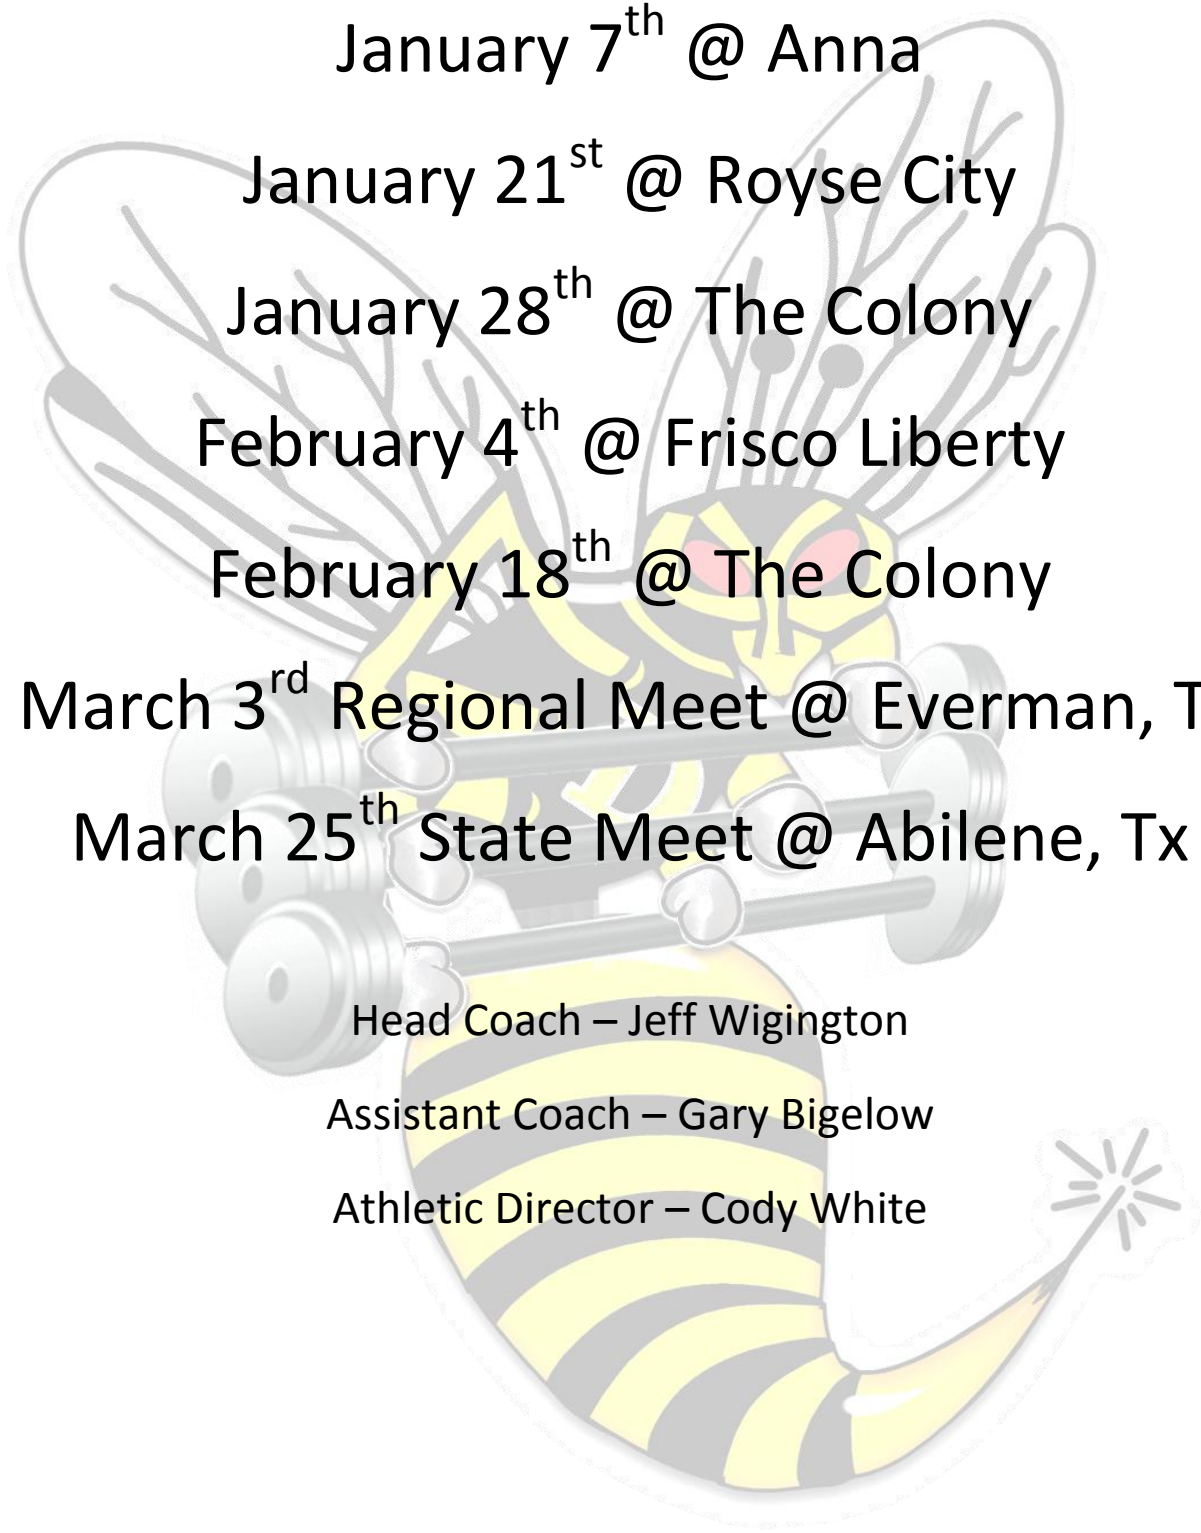 January 7th @ Anna
January 21st @ Royse City
January 28th @ The Colony
February 4th @ Frisco Liberty
February 18th @ The Colony
March 3rd Regional Meet @ Everman, T
March 25th State Meet @ Abilene, Tx
Head Coach – Jeff Wigington
Assistant Coach – Gary Bigelow
Athletic Director – Cody White